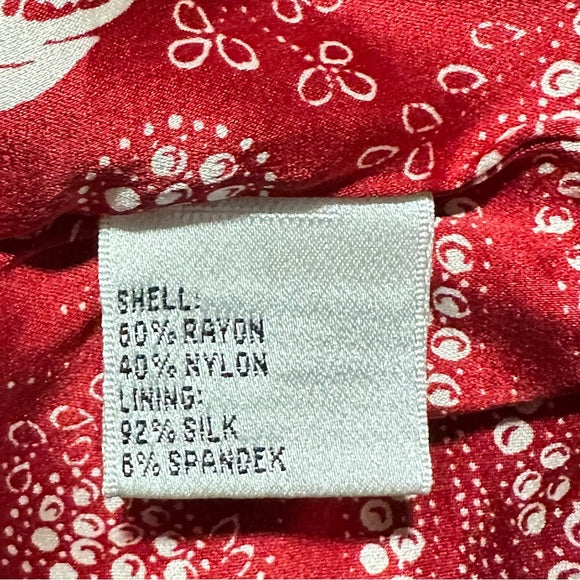 SHELL:
60% RAYON
40% NYLON
LINING:
92% SILK
8% SPANDEX